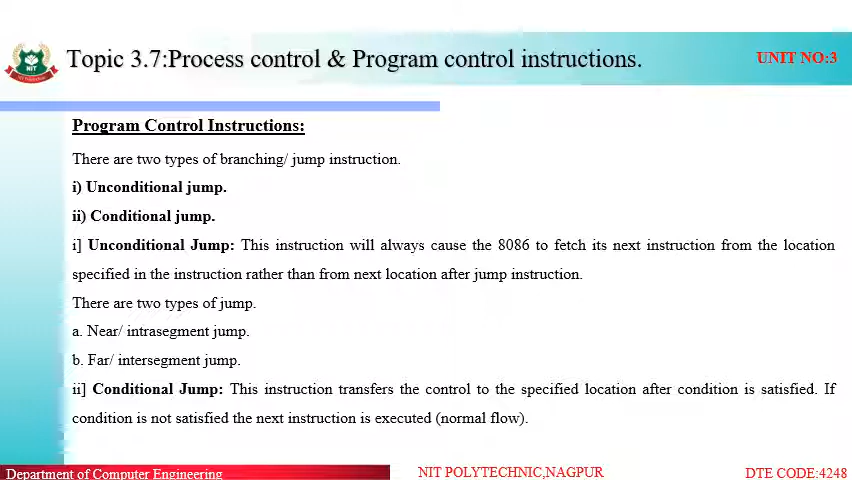 Topic 3.7:Process control & Program control instructions.
UNIT NO:3
NIT
Program Control Instructions:
There are two types of branching/ jump instruction.
i) Unconditional jump.
ii) Conditional jump.
i] Unconditional Jump: This instruction will always cause the 8086 to fetch its next instruction from the location
specified in the instruction rather than from next location after jump instruction.
There are two types of jump.
a. Near/ intrasegment jump.
b. Far/ intersegment jump.
ii] Conditional Jump: This instruction transfers the control to the specified location after condition is satisfied. If
condition is not satisfied the next instruction is executed (normal flow).
Department of Computer Engineering
NIT POLYTECHNIC,NAGPUR
DTE CODE:4248